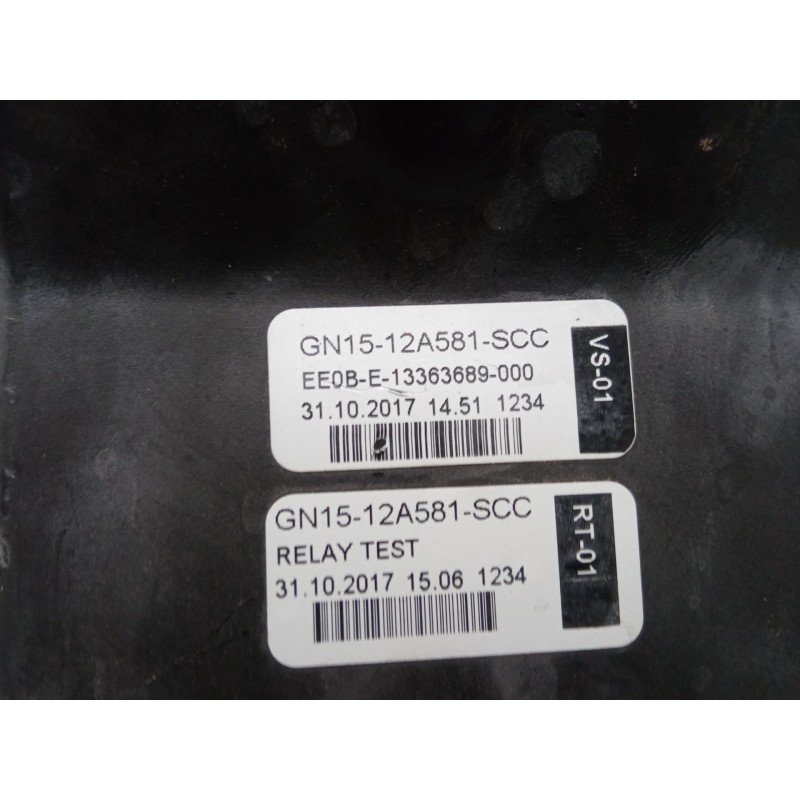 GN15-12A581-SCC
EE0B-E-13363689-000
31.10.2017 14.51 1234
VS-01
GN15-12A581-SCC
RELAY TEST
31.10.2017 15.06 1234
RT-01